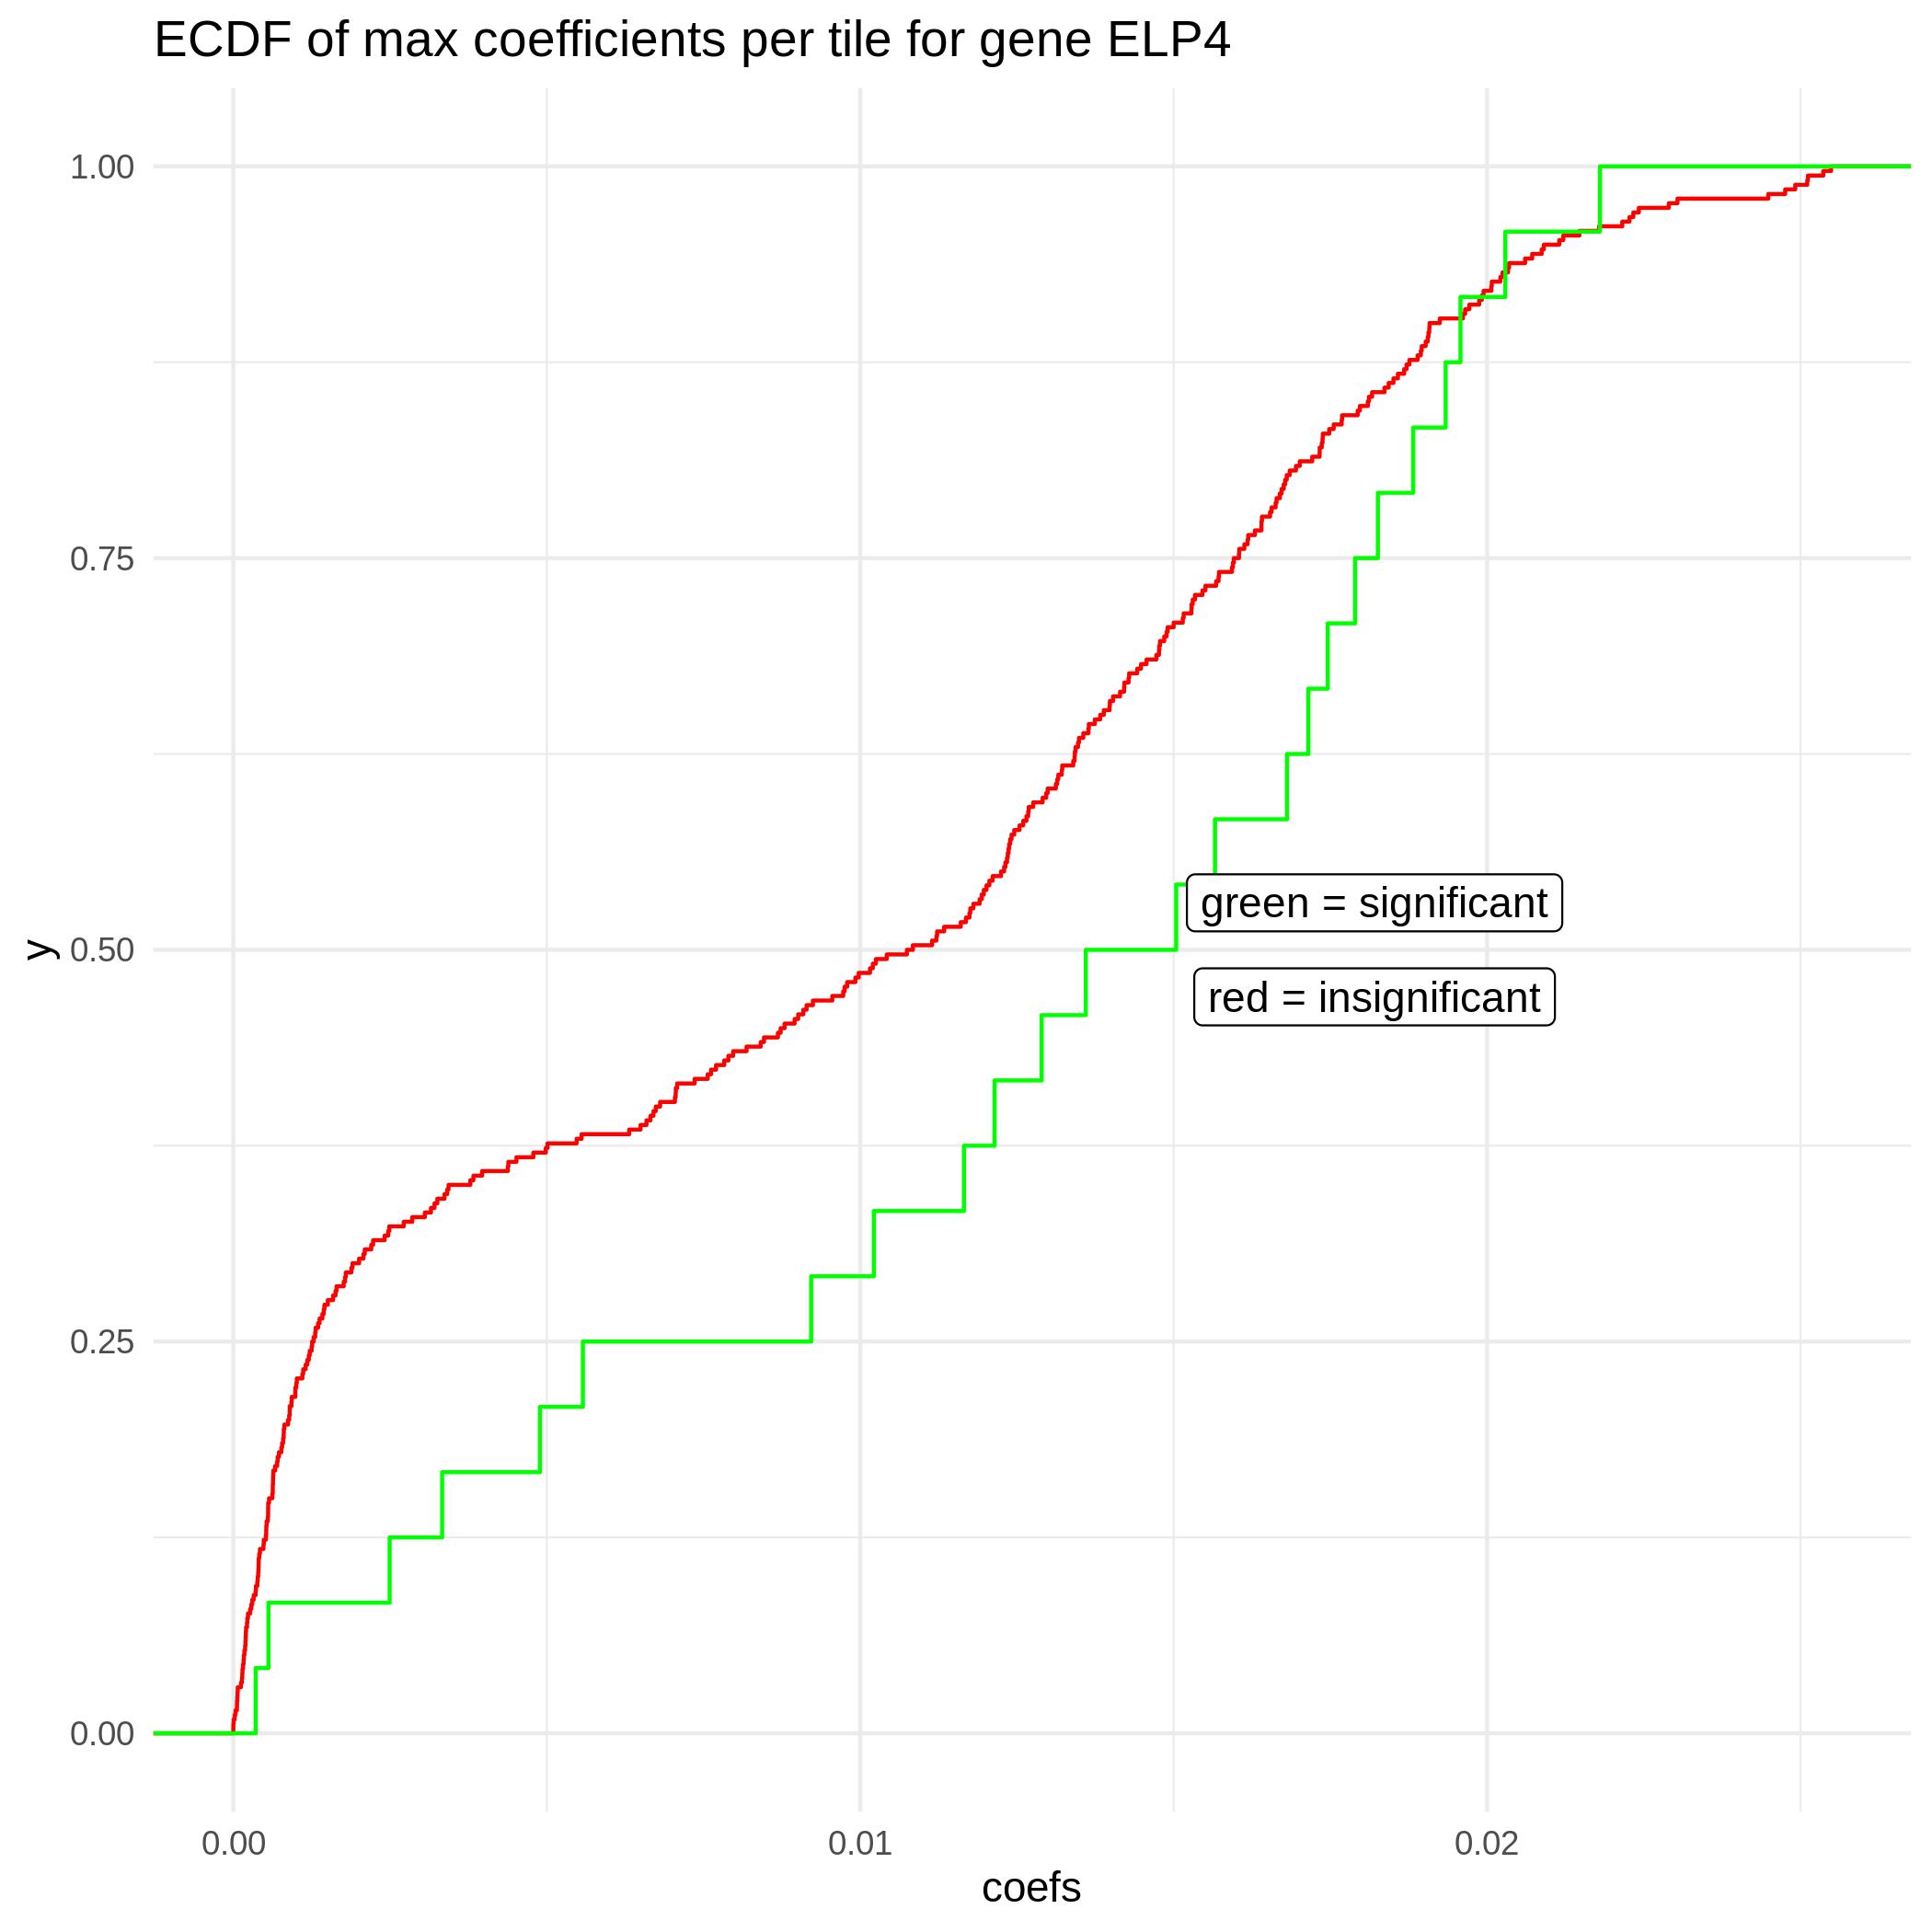 ECDF of max coefficients per tile for gene ELP4
1.00
0.75
0.50
0.25
0.00
y
green = significant
red = insignificant
0.00 0.01 0.02
coefs